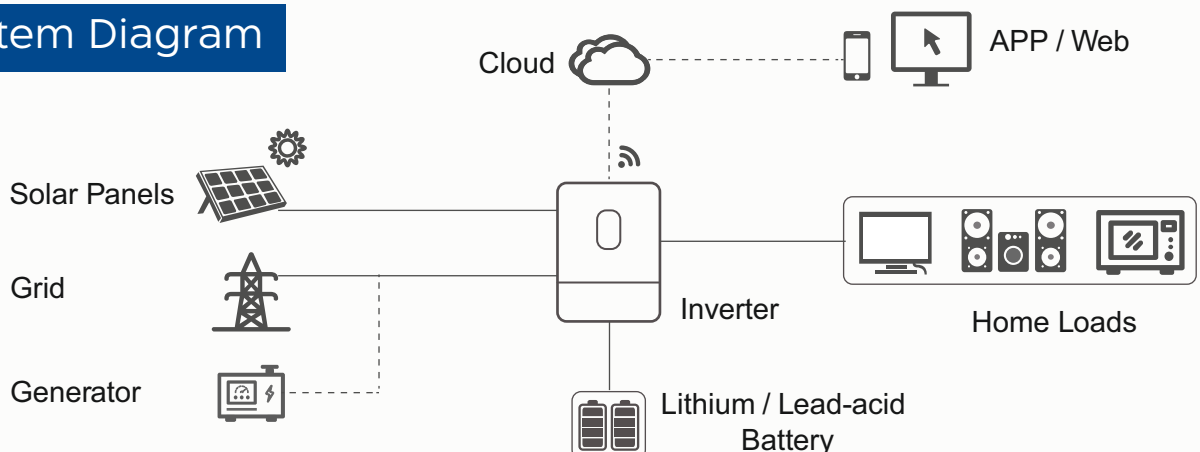 tem Diagram
Cloud
APP / Web
Solar Panels
Grid
Inverter
Home Loads
Generator
Lithium / Lead-acid
Battery